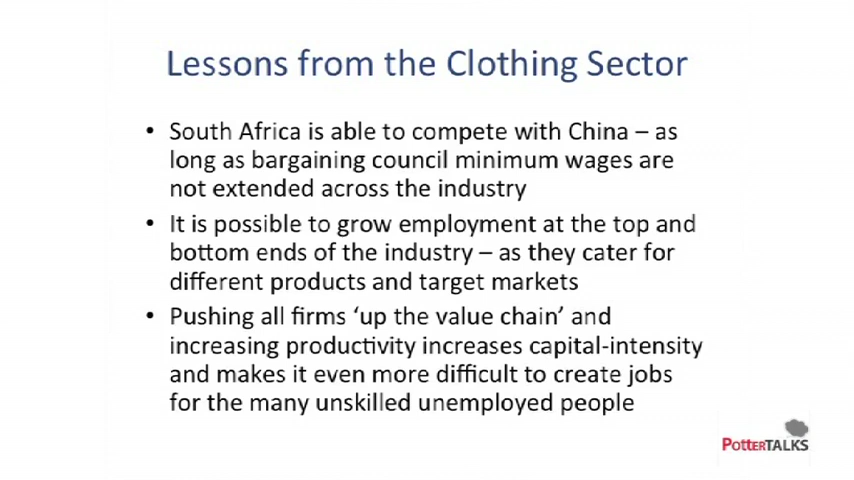 Lessons from the Clothing Sector
• South Africa is able to compete with China – as
long as bargaining council minimum wages are
not extended across the industry
• It is possible to grow employment at the top and
bottom ends of the industry – as they cater for
different products and target markets
• Pushing all firms ‘up the value chain’ and
increasing productivity increases capital-intensity
and makes it even more difficult to create jobs
for the many unskilled unemployed people
POTTERTALKS